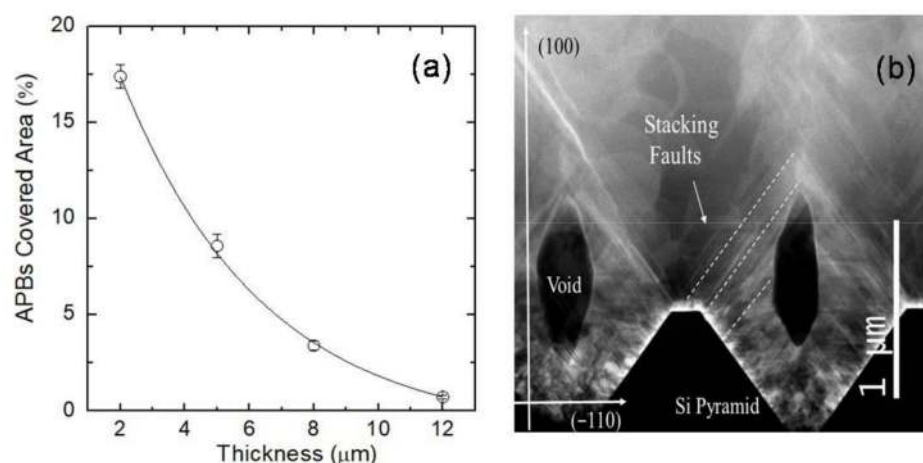 20
15
10
5
0
APBs Covered Area (%)
(a)
2 4 6 8 10 12 14
Thickness (μm)
(b)
(100)
Stacking
Faults
Void
1 μm
Si Pyramid
(−110)